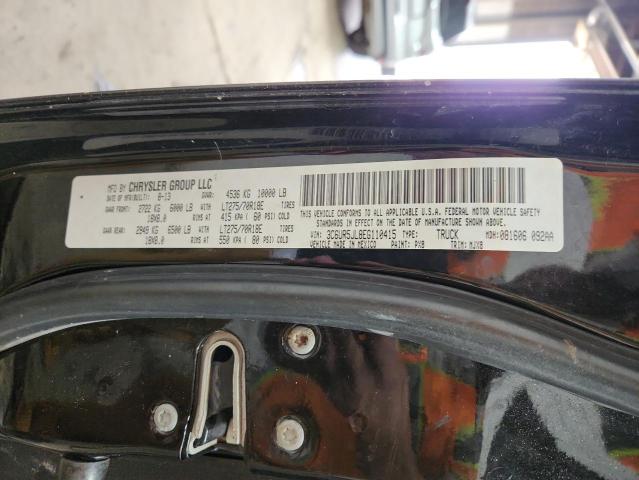 MFD BY CHRYSLER GROUP LLC
DATE OF MFR(BUILT): 8-13 GVWR: 4536 KG 10000 LB
GAWR FRONT: 2722 KG 6000 LB WITH LT275/70R18E TIRES
18X8.0 RIMS AT 415 KPA ( 60 PSI) COLD
GAWR REAR: 2948 KG 6500 LB WITH LT275/70R18E TIRES
18X8.0 RIMS AT 550 KPA ( 80 PSI) COLD
THIS VEHICLE CONFORMS TO ALL APPLICABLE U.S.A. FEDERAL MOTOR VEHICLE SAFETY
STANDARDS IN EFFECT ON THE DATE OF MANUFACTURE SHOWN ABOVE.
VIN: 3C6UR5JL8EG110415 TYPE: TRUCK MDH:081606 092AA
VEHICLE MADE IN MEXICO PAINT: PXB TRIM: MJX8